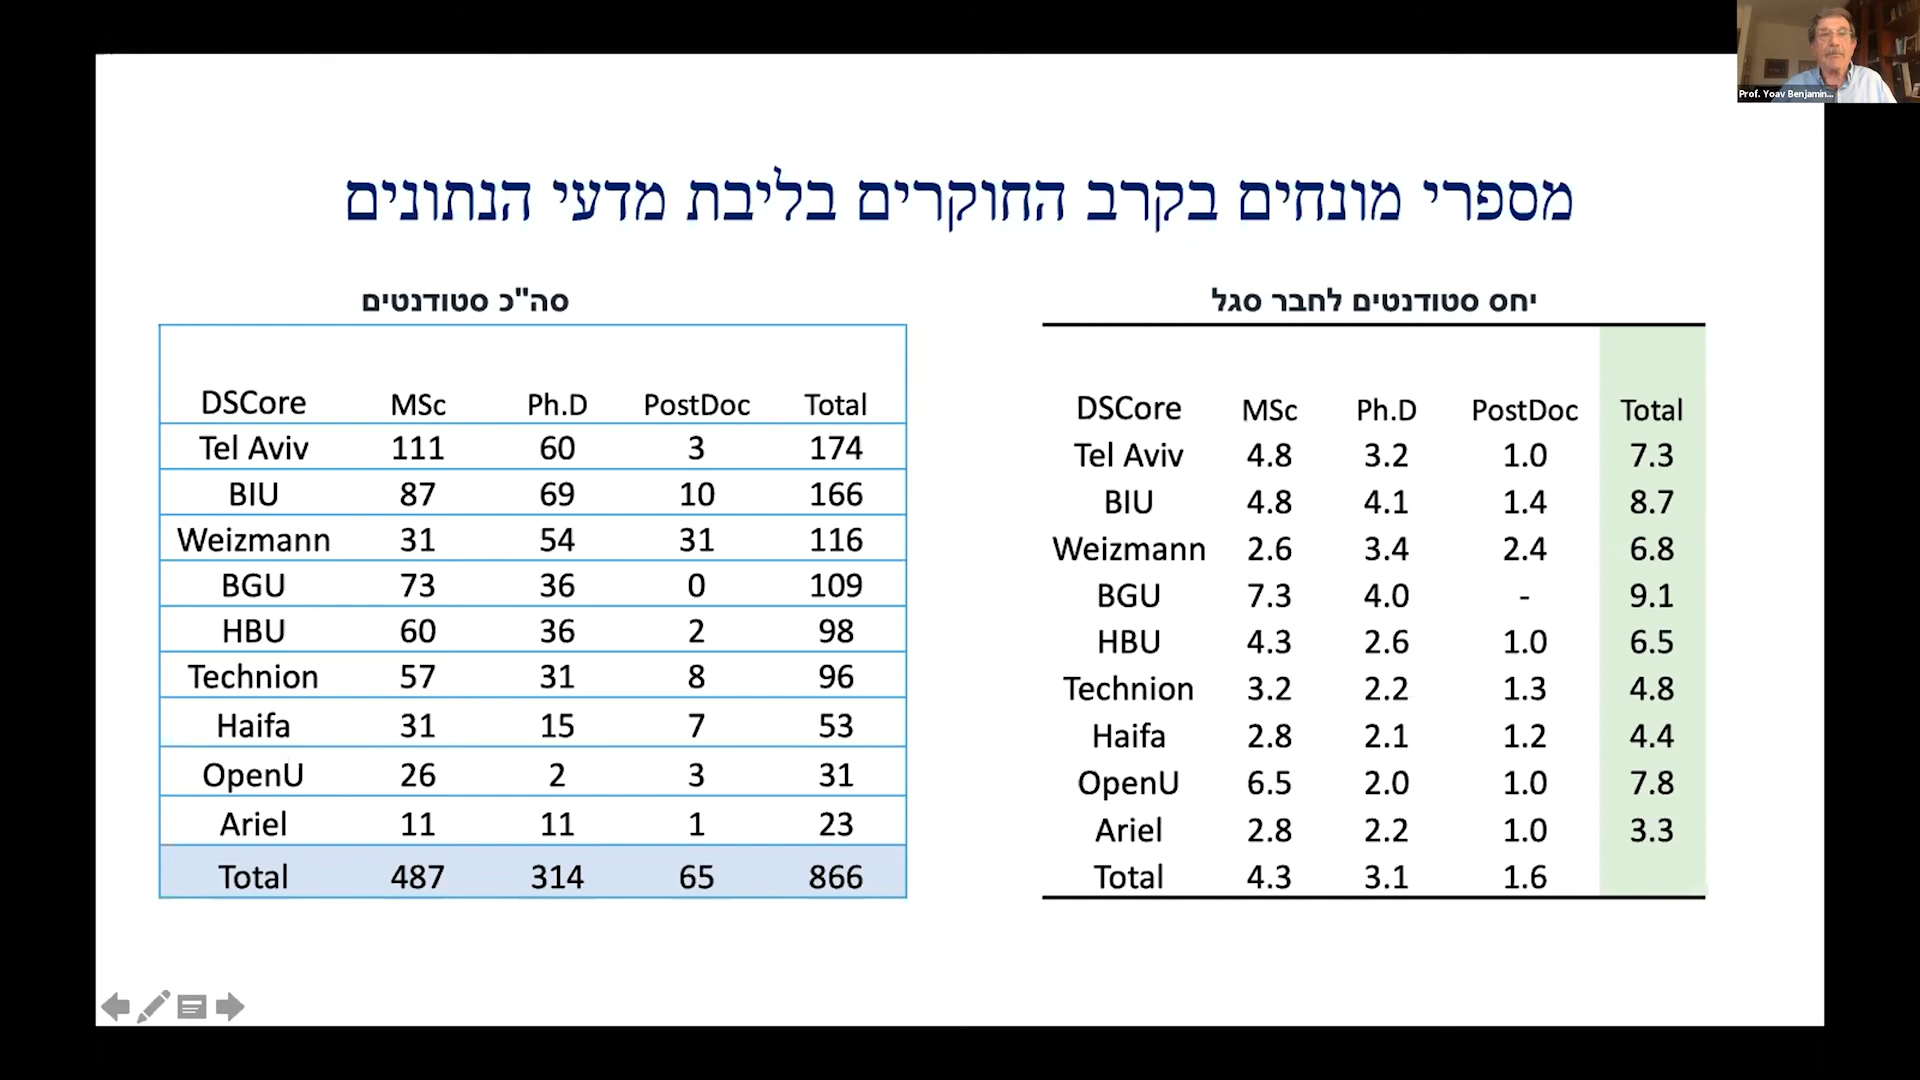 Prof. Yoav Benjamin...
מספרי מונחים בקרב החוקרים בליבת מדעי הנתונים
סה"כ סטודנטים
DSCore MSc Ph.D PostDoc Total
Tel Aviv 111 60 3 174
BIU 87 69 10 166
Weizmann 31 54 31 116
BGU 73 36 0 109
HBU 60 36 2 98
Technion 57 31 8 96
Haifa 31 15 7 53
OpenU 26 2 3 31
Ariel 11 11 1 23
Total 487 314 65 866
יחס סטודנטים לחבר סגל
DSCore MSc Ph.D PostDoc Total
Tel Aviv 4.8 3.2 1.0 7.3
BIU 4.8 4.1 1.4 8.7
Weizmann 2.6 3.4 2.4 6.8
BGU 7.3 4.0 - 9.1
HBU 4.3 2.6 1.0 6.5
Technion 3.2 2.2 1.3 4.8
Haifa 2.8 2.1 1.2 4.4
OpenU 6.5 2.0 1.0 7.8
Ariel 2.8 2.2 1.0 3.3
Total 4.3 3.1 1.6